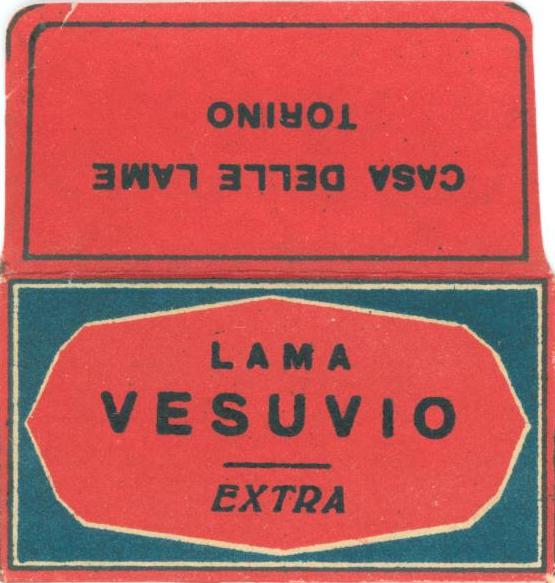 CASA DELLE LAME
TORINO
LAMA
VESUVIO
EXTRA